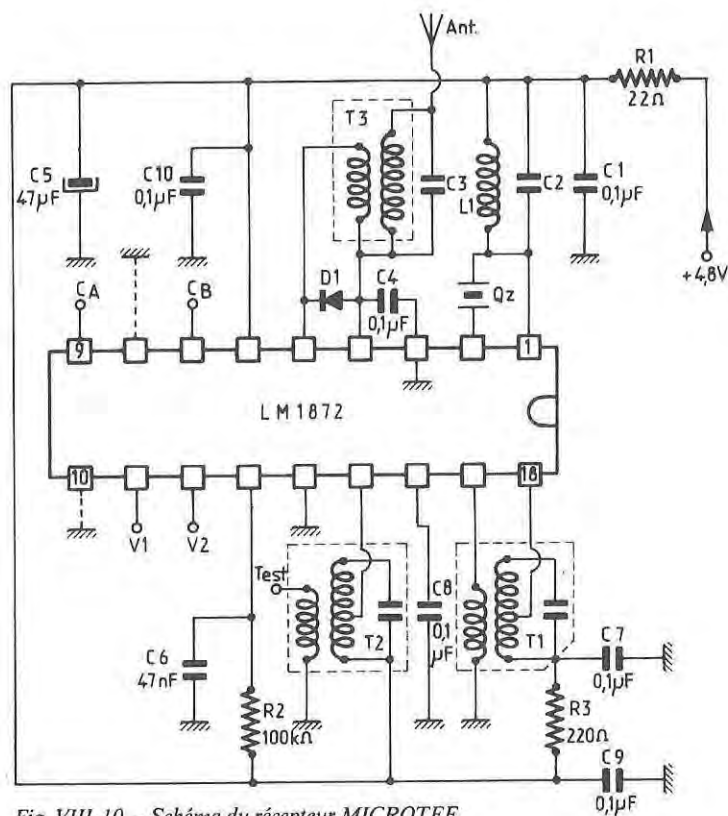 Ant.
R1
22Ω
T3
C5
47µF
C10
0,1µF
C3
L1
C2
C1
0,1µF
+4,8V
CA
CB
D1
C4
0,1µF
Qz
9
1
LM1872
10
18
V1
V2
Test
T2
C8
0,1
µF
T1
C7
0,1µF
C6
47nF
R2
100kΩ
R3
220Ω
C9
0,1µF
Fig. VIII-10. - Schéma du récepteur MICROTEF